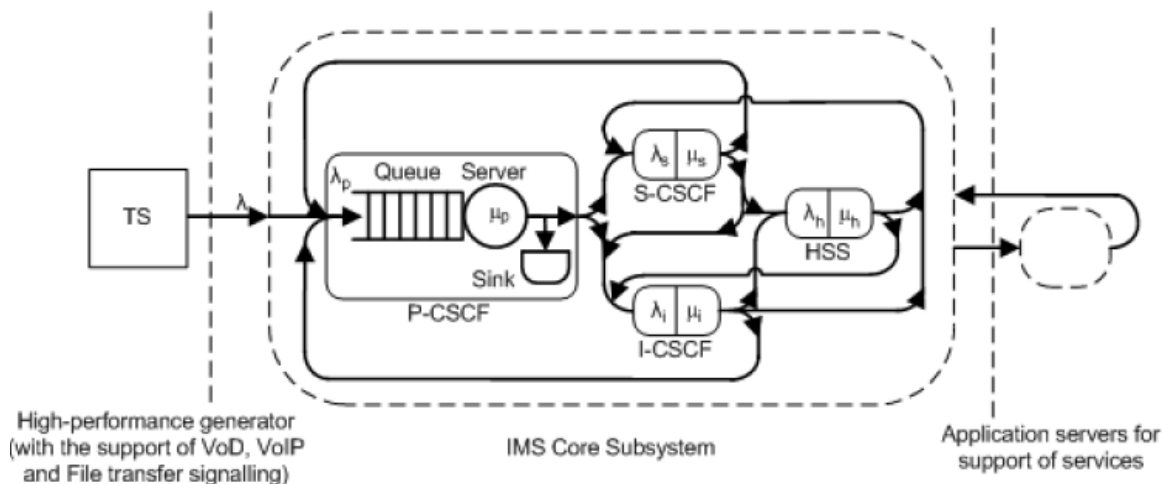 TS
λ
λp
Queue
Server
μp
Sink
P-CSCF
λs
μs
S-CSCF
λh
μh
HSS
λi
μi
I-CSCF
High-performance generator
(with the support of VoD, VoIP
and File transfer signalling)
IMS Core Subsystem
Application servers for
support of services